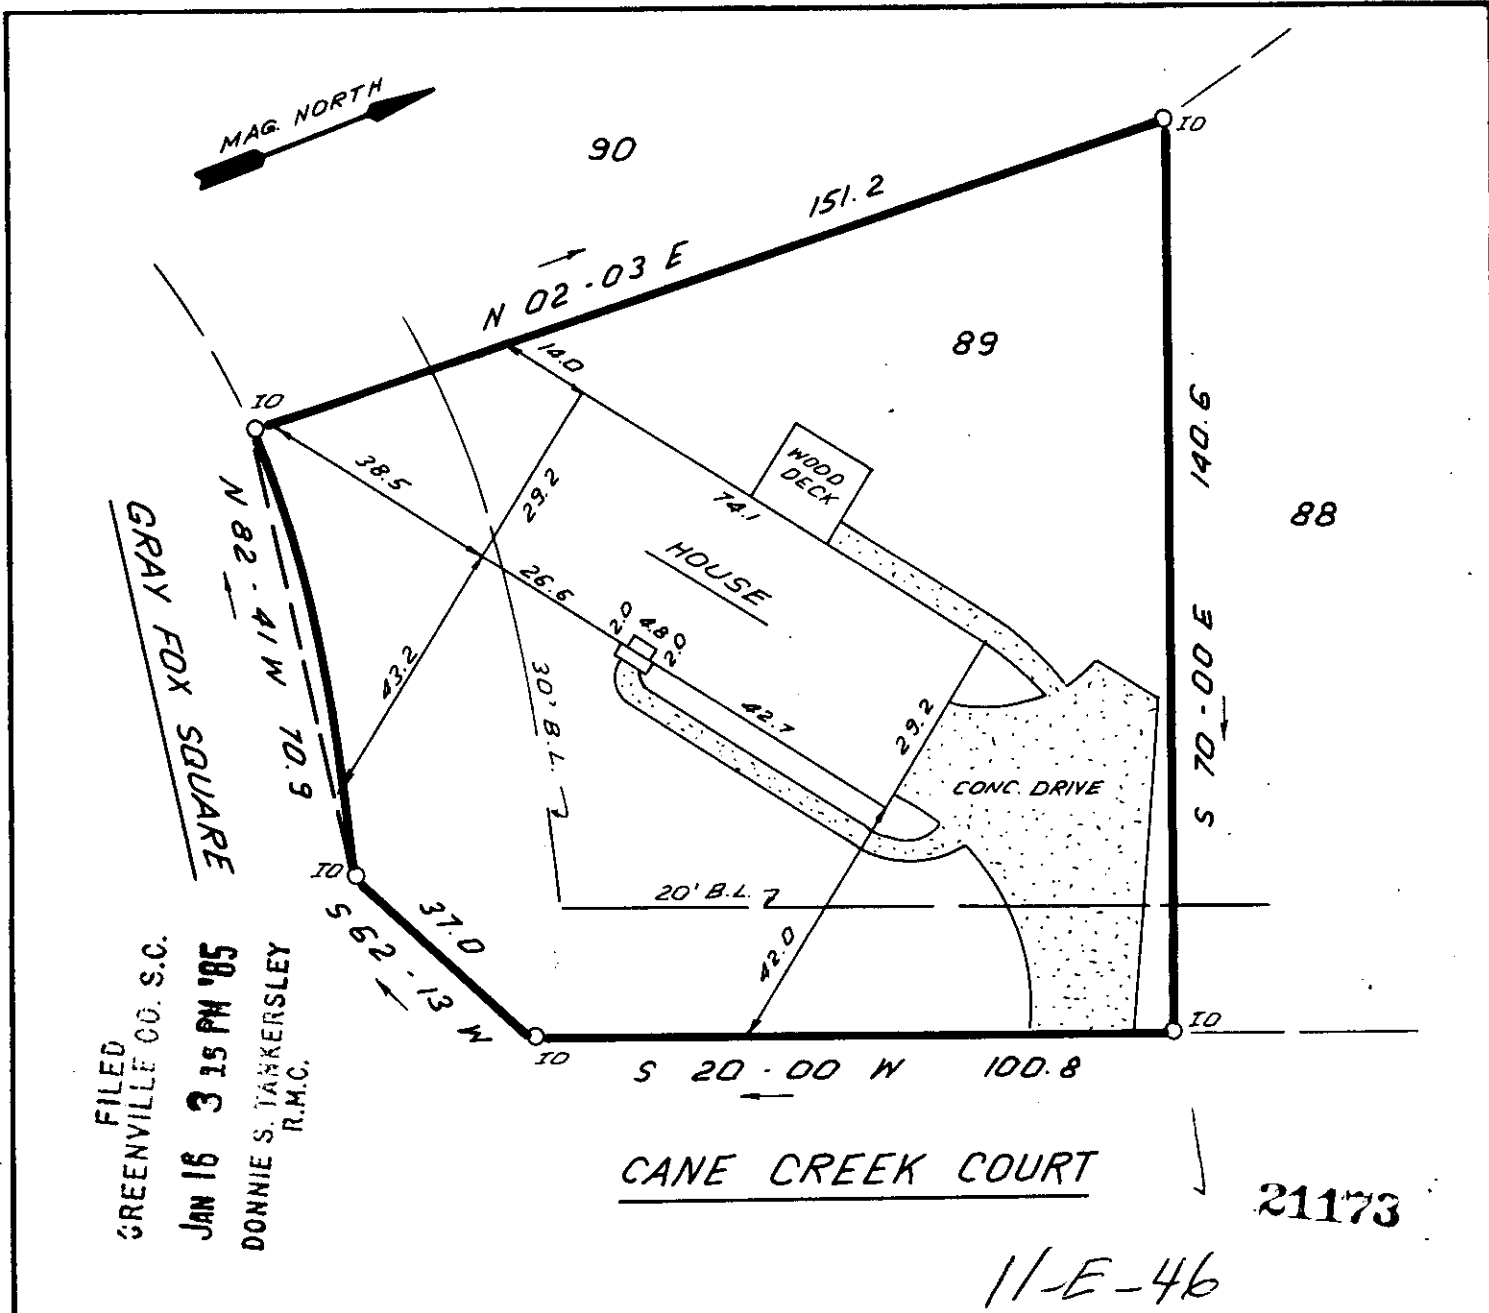 MAG. NORTH
90
IO
151.2
N 02-03 E
89
14.0
IO
140.6
38.5
29.2
WOOD
DECK
74.1
88
N 82-41 W 70.9
GRAY FOX SQUARE
HOUSE
26.6
2.0
4.8
2.0
43.2
30' B.L.
42.7
29.2
S 70-00 E
CONC. DRIVE
IO
37.0
20' B.L.
S 62-13 W
42.0
IO
IO
S 20-00 W 100.8
FILED
GREENVILLE CO. S.C.
JAN 16 3 15 PM '85
DONNIE S. TANKERSLEY
R.M.C.
CANE CREEK COURT
21173
11-E-46